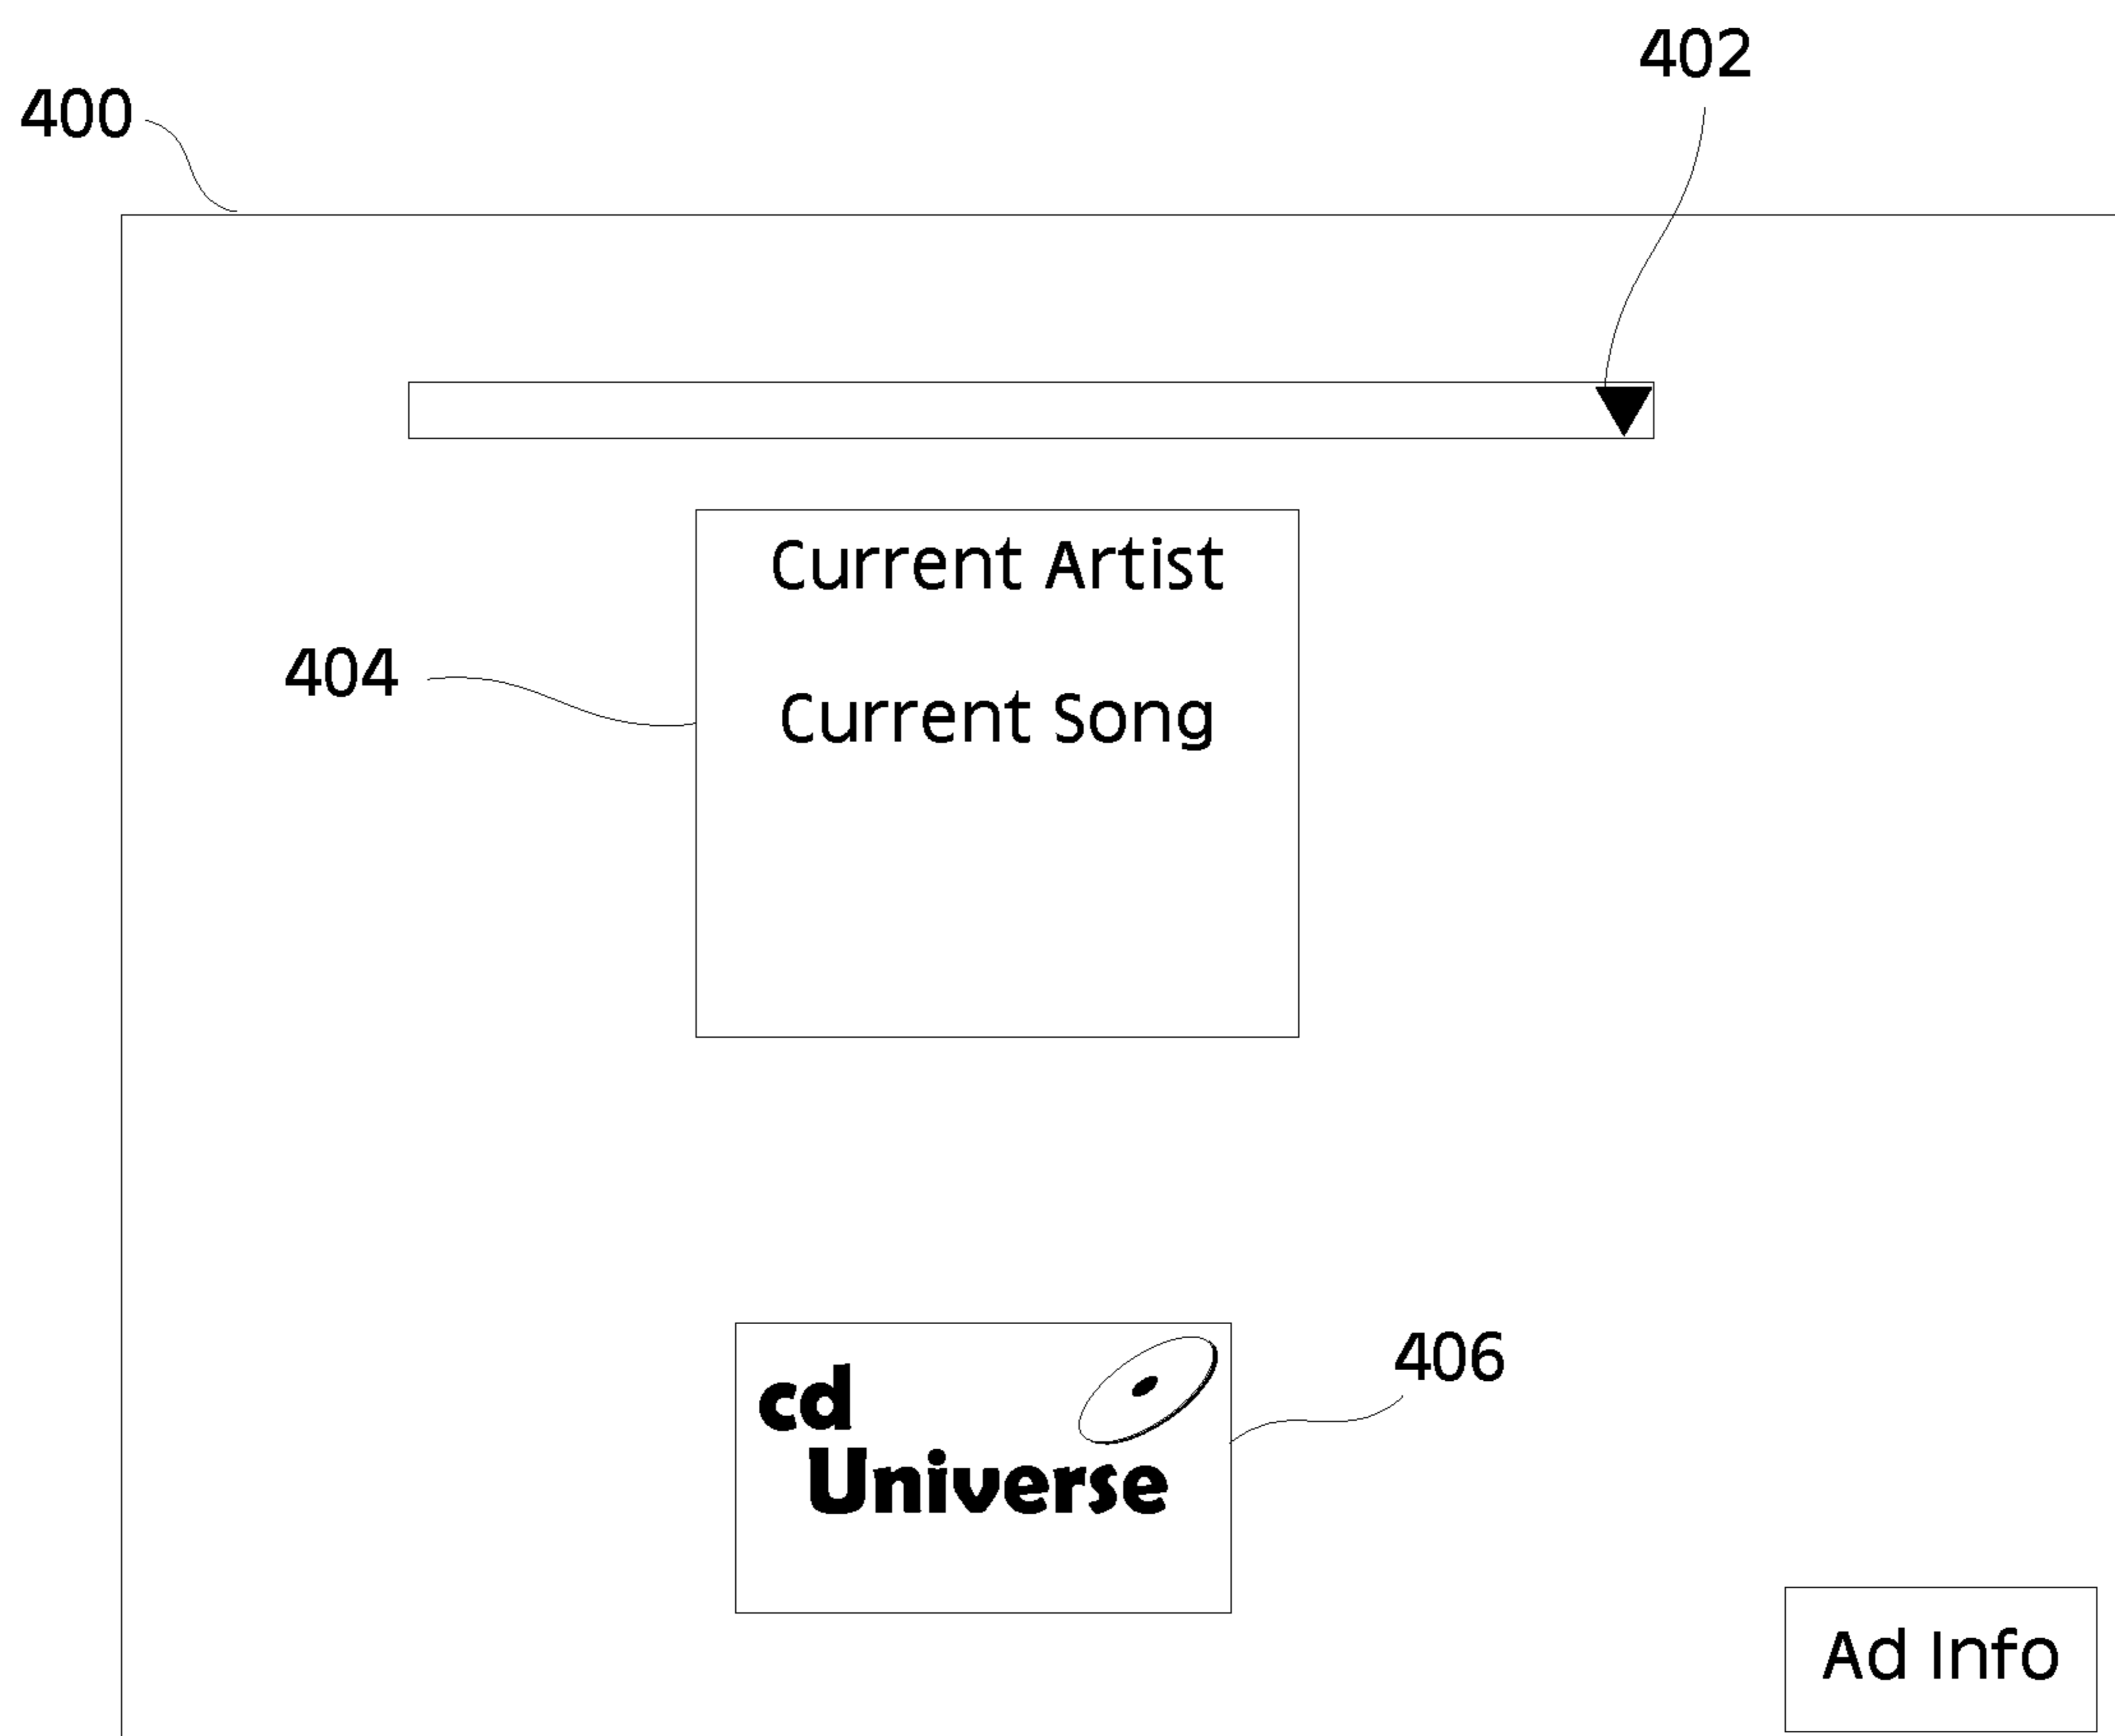 402
400
Current Artist
404
Current Song
406
cd
Universe
Ad Info